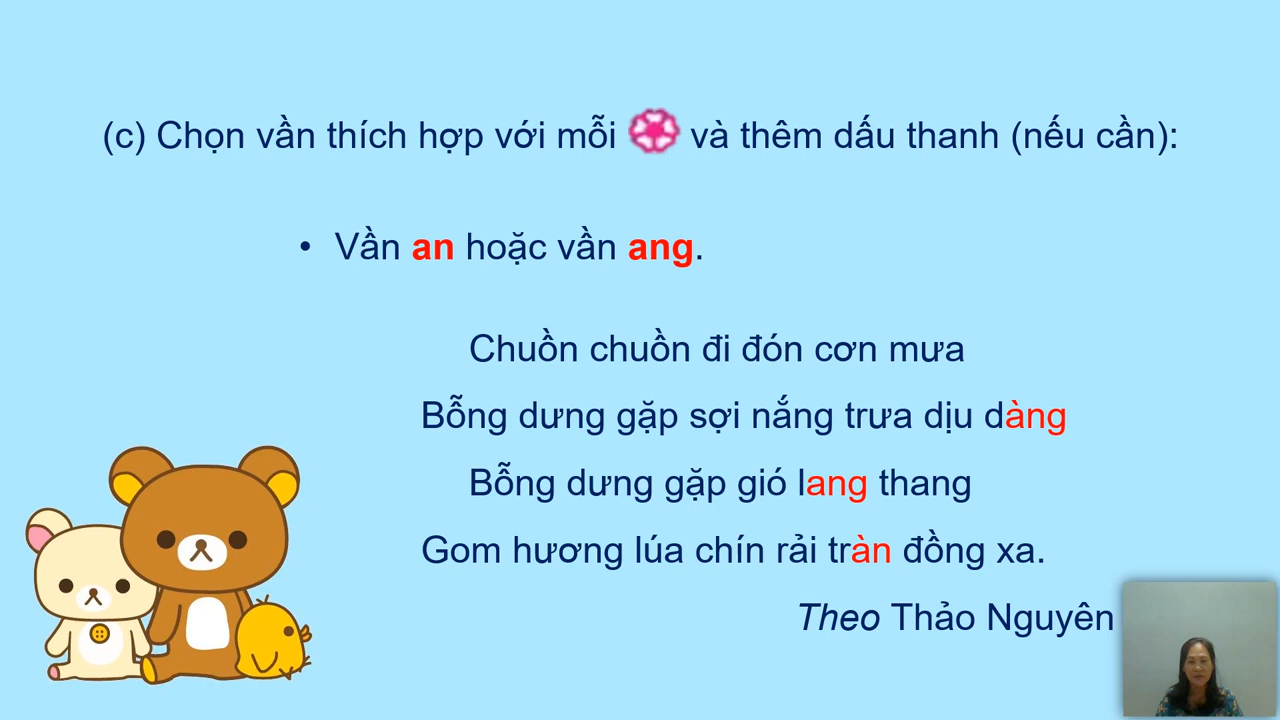 (c) Chọn vần thích hợp với mỗi và thêm dấu thanh (nếu cần):
• Vần an hoặc vần ang.
Chuồn chuồn đi đón cơn mưa
Bỗng dưng gặp sợi nắng trưa dịu dàng
Bỗng dưng gặp gió lang thang
Gom hương lúa chín rải tràn đồng xa.
Theo Thảo Nguyên